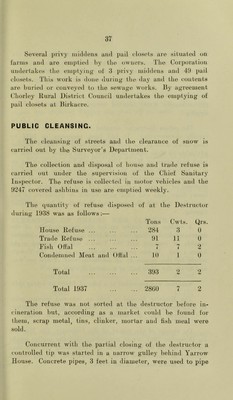 37
Several privy middens and pail closets are situated on
farms and are emptied by the owners. The Corporation
undertakes the emptying of 3 privy middens and 49 pail
closets. This work is done during the day and the contents
are buried or conveyed to the sewage works. By agreement
Chorley Rural District Council undertakes the emptying of
pail closets at Birkacre.
PUBLIC CLEANSING.
The cleansing of streets and the clearance of snow is
carried out by the Surveyor's Department.
The collection and disposal of house and trade refuse is
carried out under the supervision of the Chief Sanitary
Inspector. The refuse is collected in motor vehicles and the
9247 covered ashbins in use are emptied weekly.
The quantity of refuse disposed of at the Destructor
during 1938 was as follows:—
Tons Cwts. Qrs.
House Refuse ... ... ... 284 3 0
Trade Refuse ... ... ... 91 11 0
Fish Offal ... ... ... 7 7 2
Condemned Meat and Offal .. 10 1 0
Total ... ... 393 2 2
Total 1937 ... ... 2860 7 2
The refuse was not sorted at the destructor before in-
cineration but, according as a market could be found for
them, scrap metal, tins, clinker, mortar and fish meal were
sold.
Concurrent with the partial closing of the destructor a
controlled tip was started in a narrow gulley behind Yarrow
House. Concrete pipes, 3 feet in diameter, were used to pipe